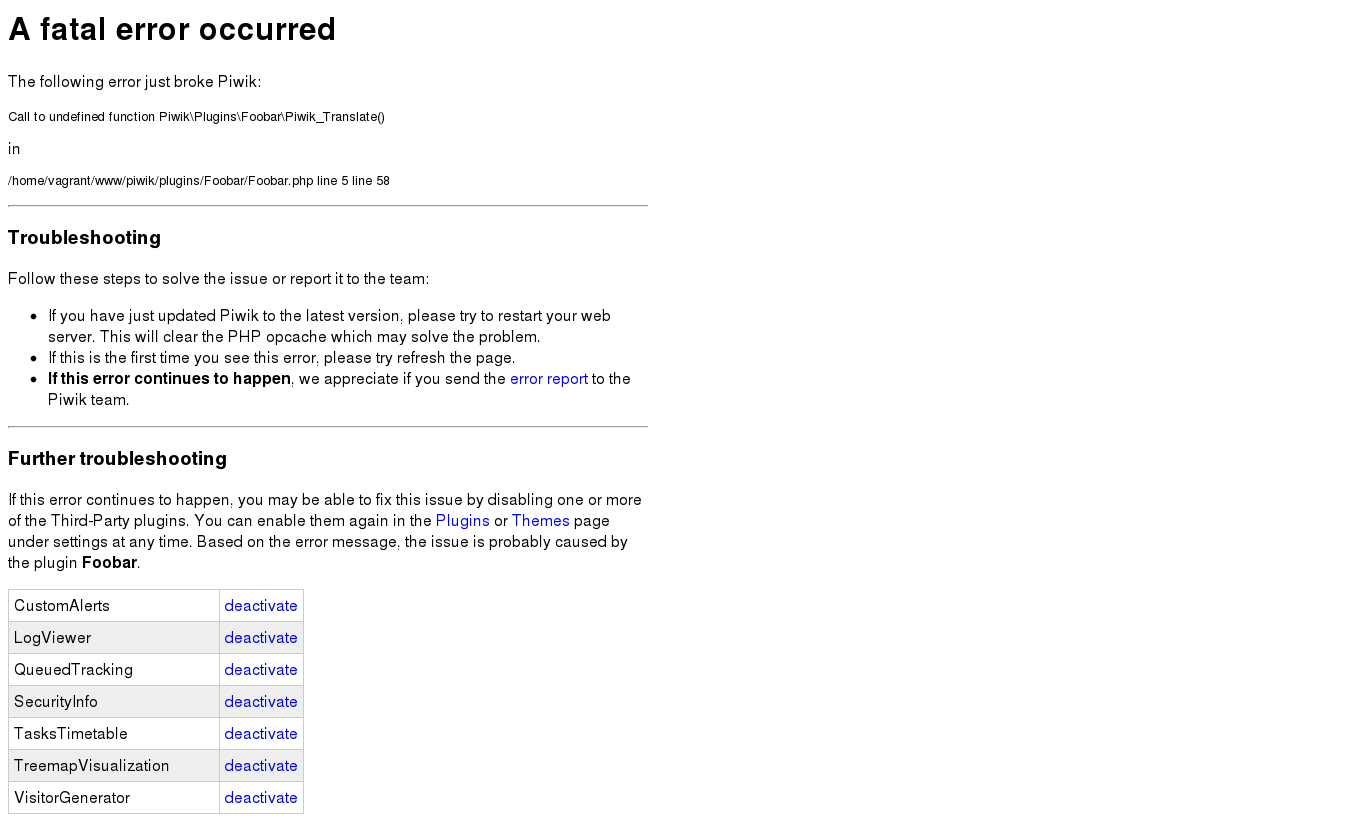 A fatal error occurred
The following error just broke Piwik:
Call to undefined function Piwik\Plugins\Foobar\Piwik_Translate()
in
/home/vagrant/www/piwik/plugins/Foobar/Foobar.php line 5 line 58
Troubleshooting
Follow these steps to solve the issue or report it to the team:
• If you have just updated Piwik to the latest version, please try to restart your web
server. This will clear the PHP opcache which may solve the problem.
• If this is the first time you see this error, please try refresh the page.
• If this error continues to happen, we appreciate if you send the error report to the
Piwik team.
Further troubleshooting
If this error continues to happen, you may be able to fix this issue by disabling one or more
of the Third-Party plugins. You can enable them again in the Plugins or Themes page
under settings at any time. Based on the error message, the issue is probably caused by
the plugin Foobar.
CustomAlerts deactivate
LogViewer deactivate
QueuedTracking deactivate
SecurityInfo deactivate
TasksTimetable deactivate
TreemapVisualization deactivate
VisitorGenerator deactivate